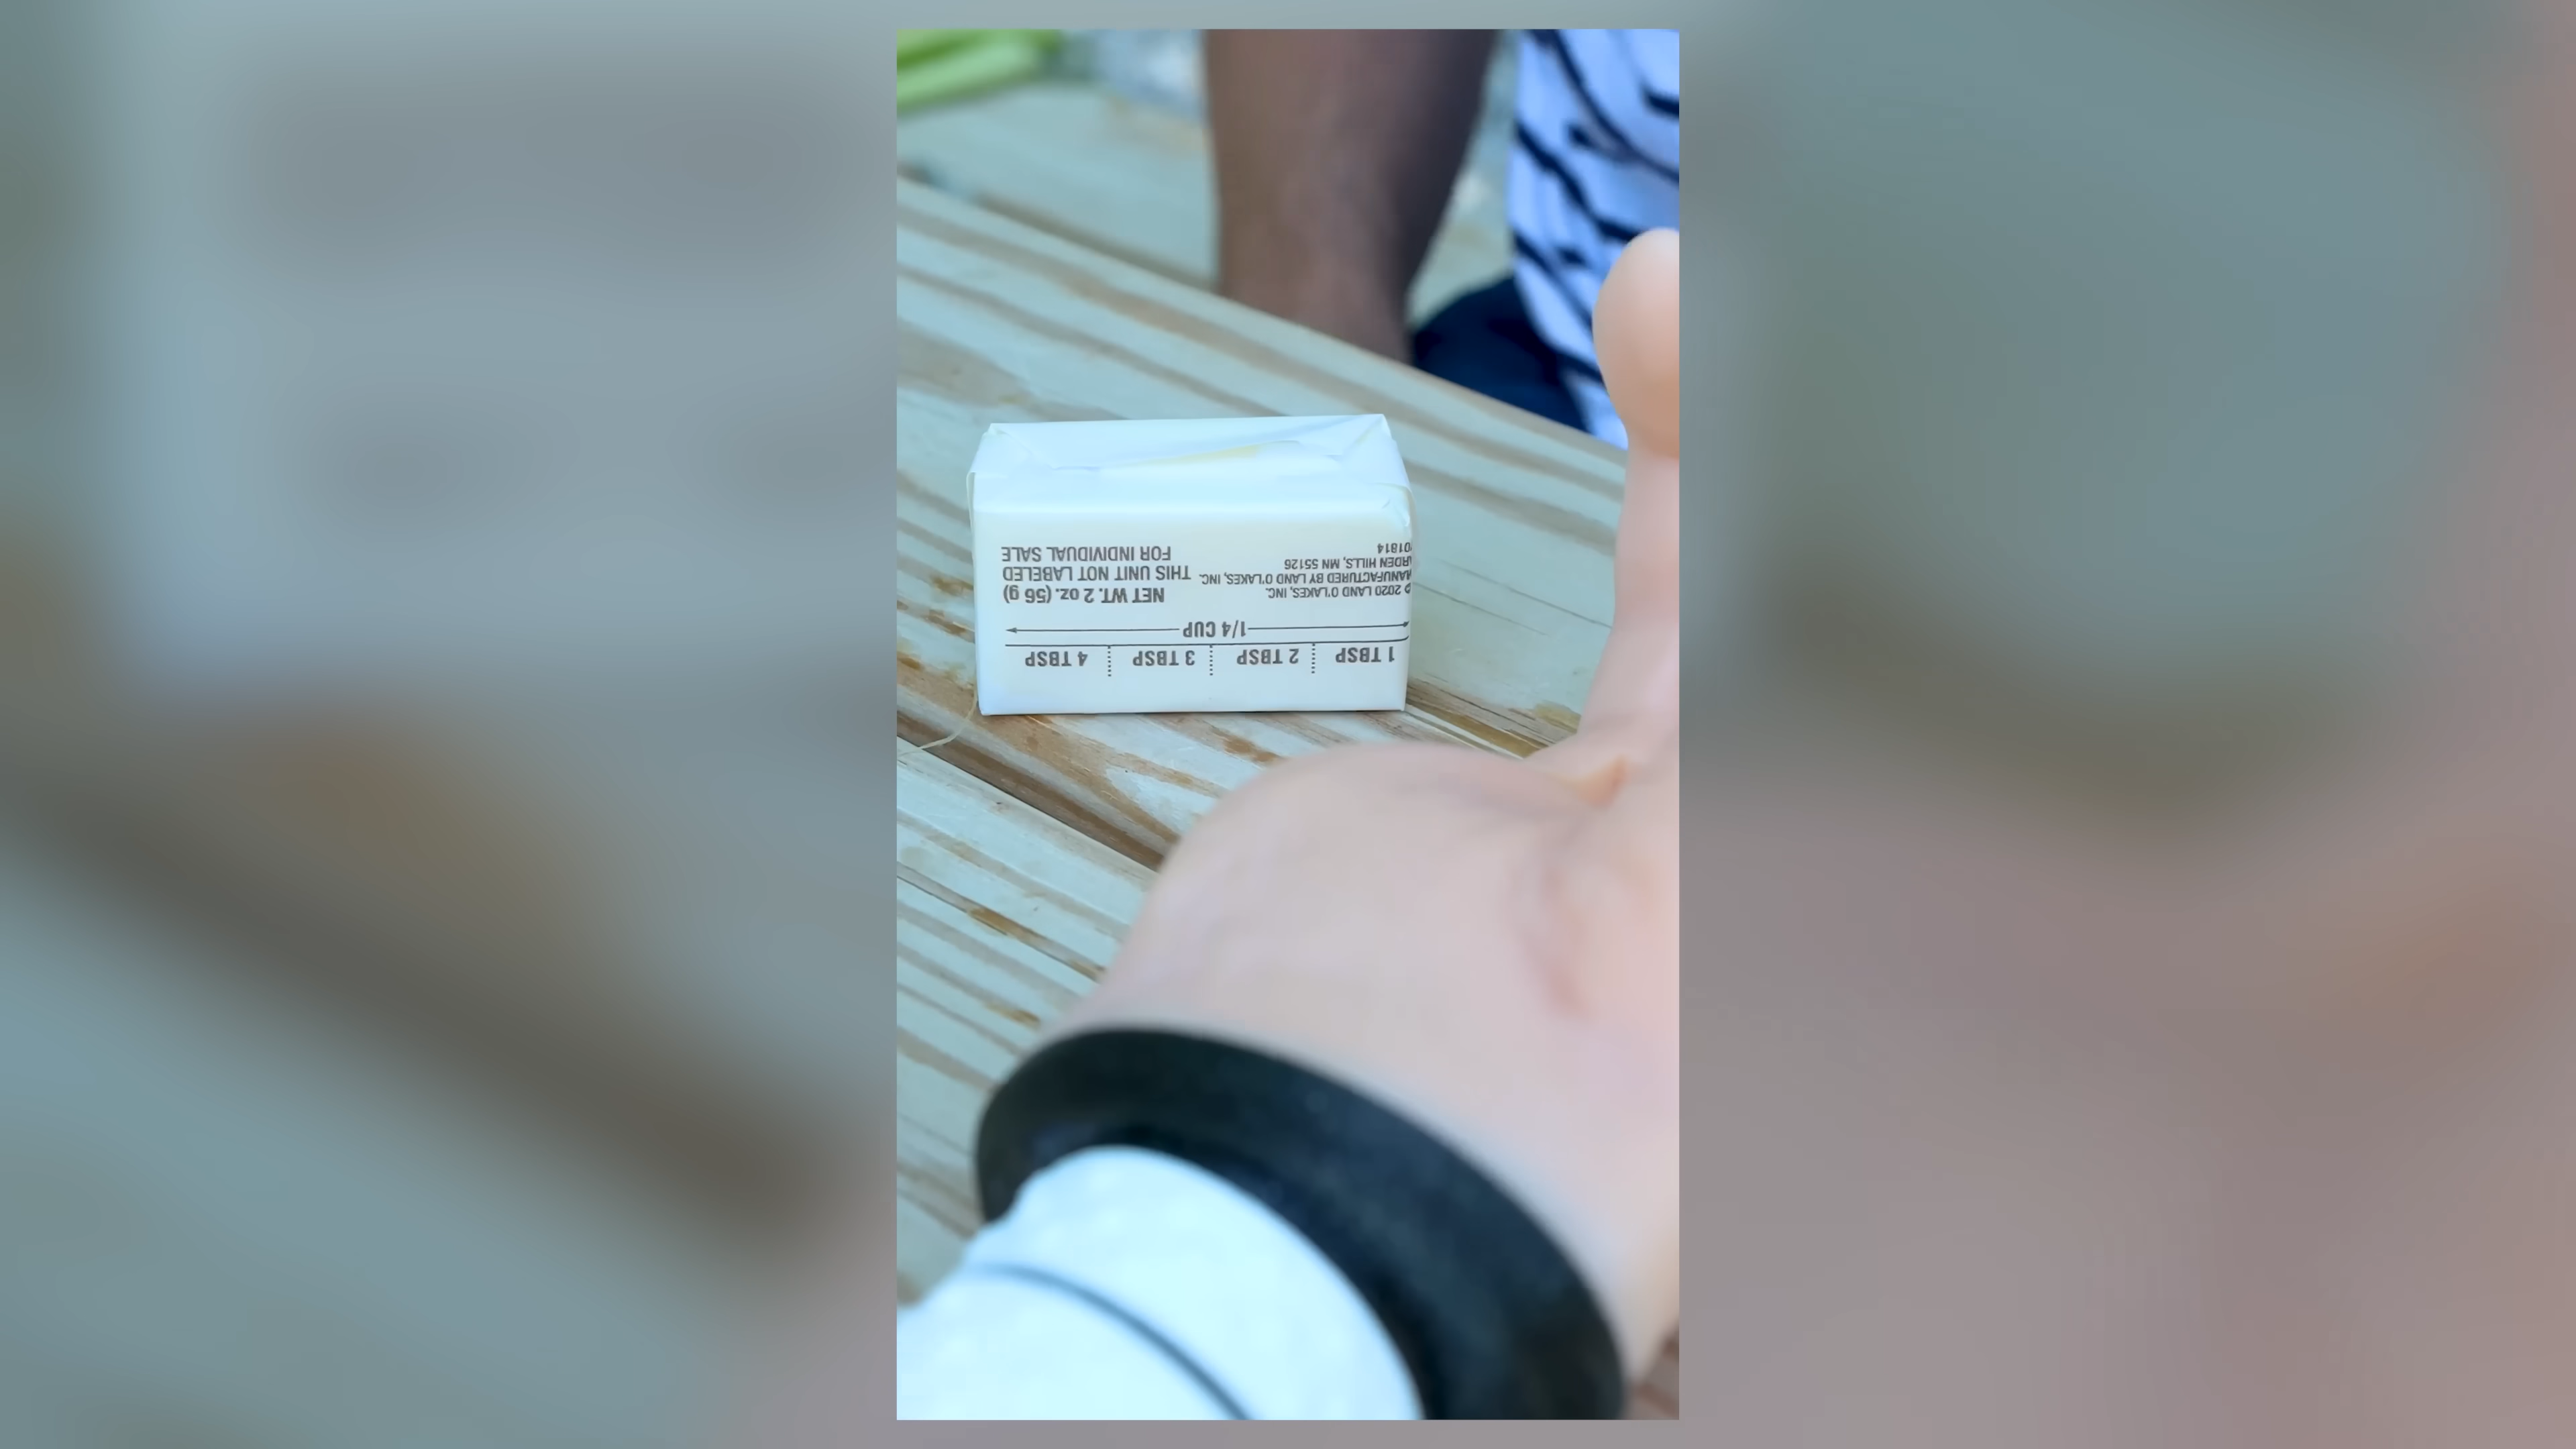 1 TBSP 2 TBSP 3 TBSP 4 TBSP
1/4 CUP
© 2020 LAND O'LAKES, INC.
MANUFACTURED BY LAND O'LAKES, INC.
ARDEN HILLS, MN 55126
01814
NET WT. 2 oz. (56 g)
THIS UNIT NOT LABELED
FOR INDIVIDUAL SALE